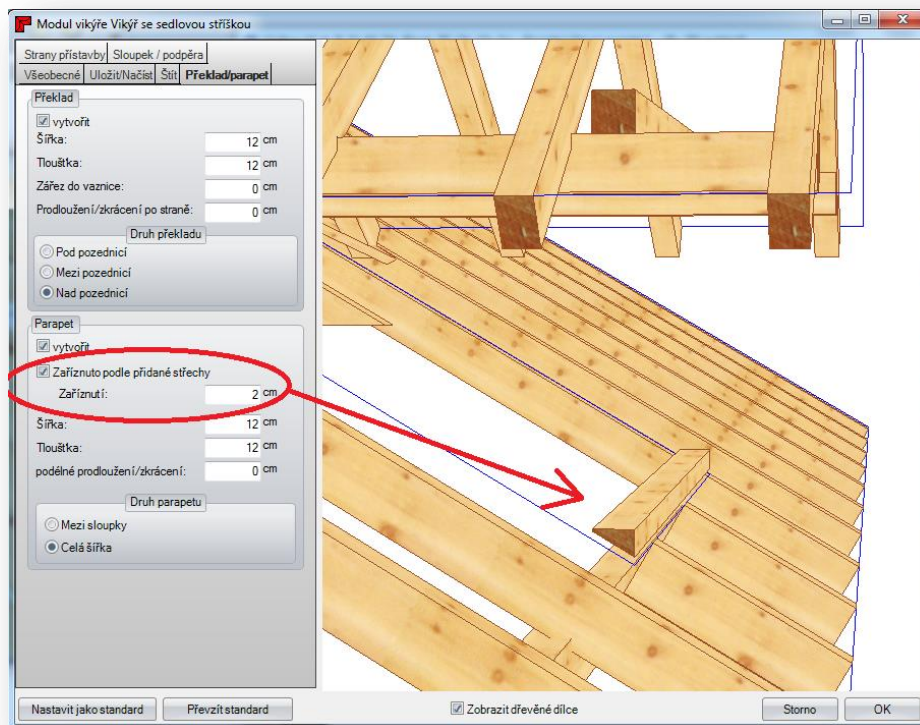 Modul vikýře Vikýř se sedlovou stříškou
Strany přístavby Sloupek / podpěra
Všeobecné Uložit/Načíst Štít Překlad/parapet
Překlad
vytvořit
Šířka: 12 cm
Tloušťka: 12 cm
Zářez do vaznice: 0 cm
Prodloužení/zkrácení po straně: 0 cm
Druh překladu
Pod pozednicí
Mezi pozednicí
Nad pozednicí
Parapet
vytvořit
Zaříznuto podle přidané střechy
Zaříznutí: 2 cm
Šířka: 12 cm
Tloušťka: 12 cm
podélné prodloužení/zkrácení: 0 cm
Druh parapetu
Mezi sloupky
Celá šířka
Nastavit jako standard Převzít standard Zobrazit dřevěné dílce Storno OK